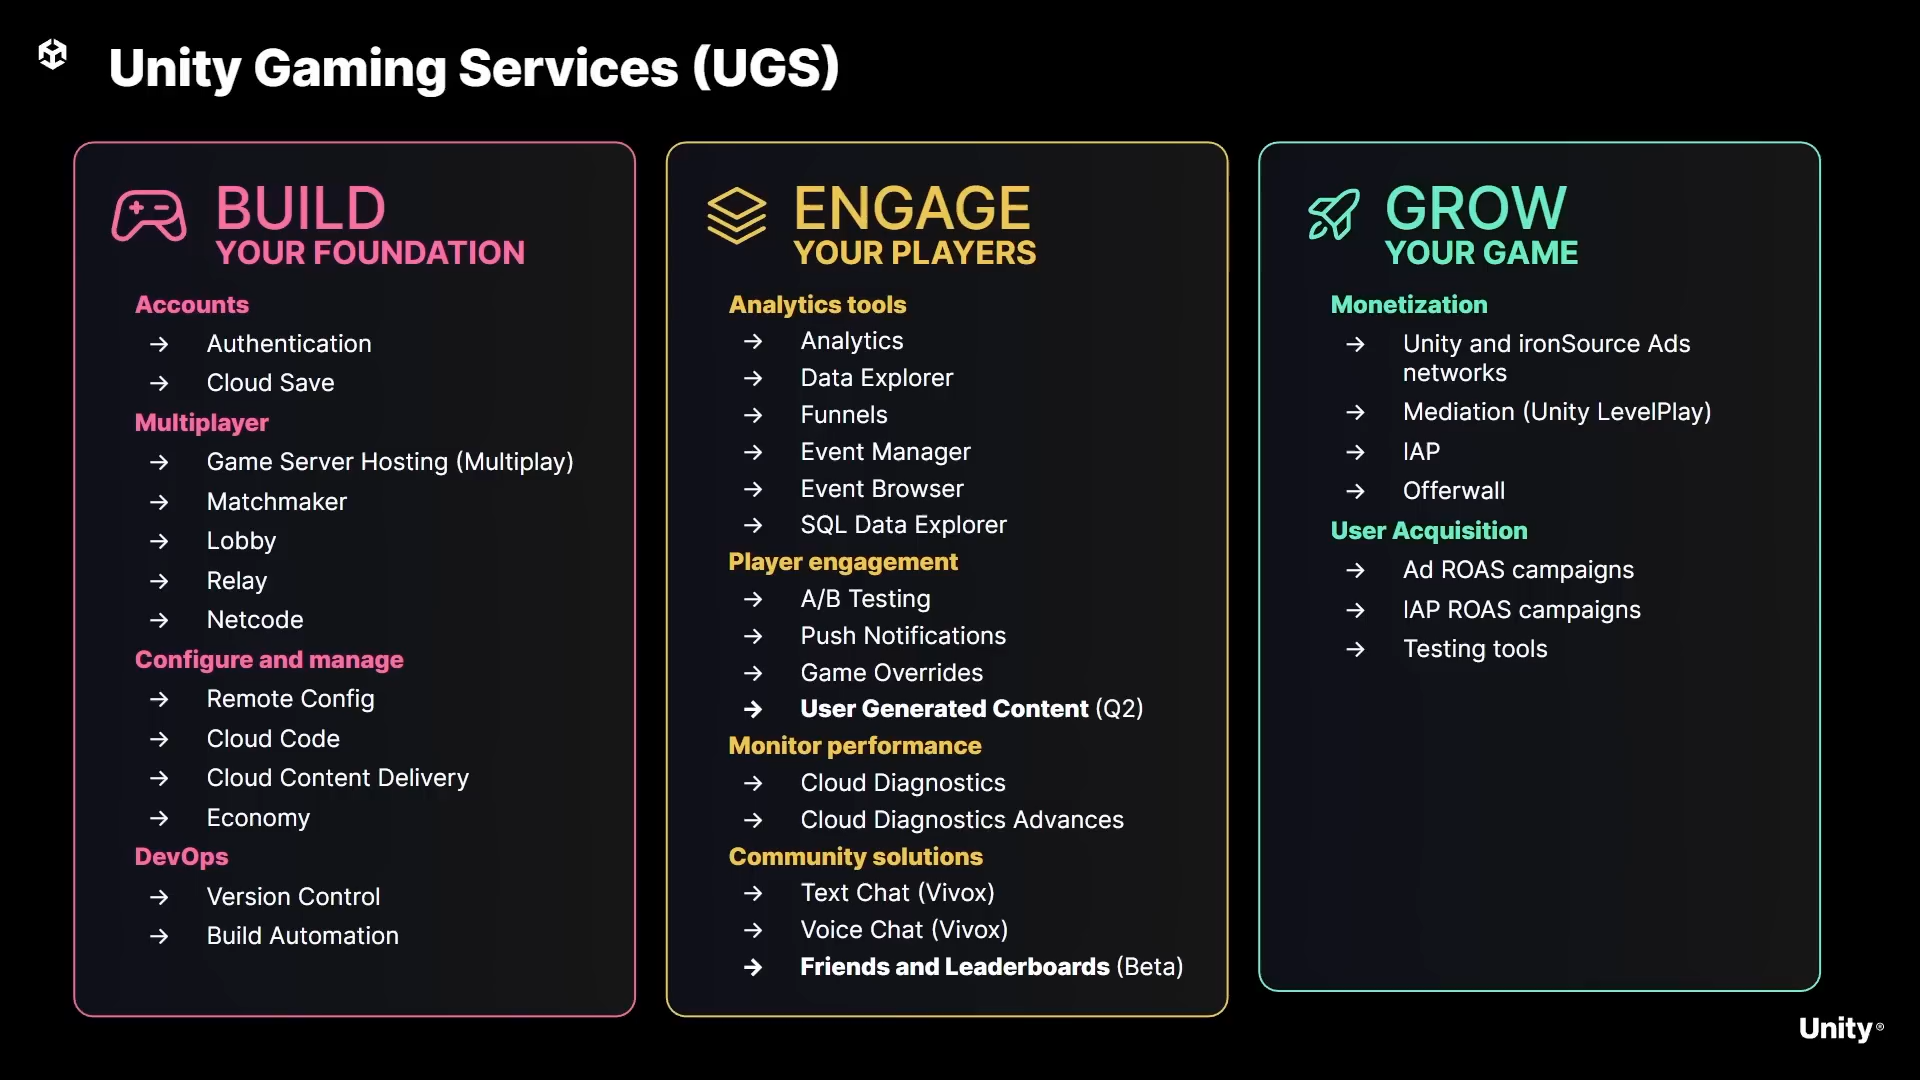 Unity Gaming Services (UGS)
BUILD
YOUR FOUNDATION
Accounts
→ Authentication
→ Cloud Save
Multiplayer
→ Game Server Hosting (Multiplay)
→ Matchmaker
→ Lobby
→ Relay
→ Netcode
Configure and manage
→ Remote Config
→ Cloud Code
→ Cloud Content Delivery
→ Economy
DevOps
→ Version Control
→ Build Automation
ENGAGE
YOUR PLAYERS
Analytics tools
→ Analytics
→ Data Explorer
→ Funnels
→ Event Manager
→ Event Browser
→ SQL Data Explorer
Player engagement
→ A/B Testing
→ Push Notifications
→ Game Overrides
→ User Generated Content (Q2)
Monitor performance
→ Cloud Diagnostics
→ Cloud Diagnostics Advances
Community solutions
→ Text Chat (Vivox)
→ Voice Chat (Vivox)
→ Friends and Leaderboards (Beta)
GROW
YOUR GAME
Monetization
→ Unity and ironSource Ads
networks
→ Mediation (Unity LevelPlay)
→ IAP
→ Offerwall
User Acquisition
→ Ad ROAS campaigns
→ IAP ROAS campaigns
→ Testing tools
Unity®